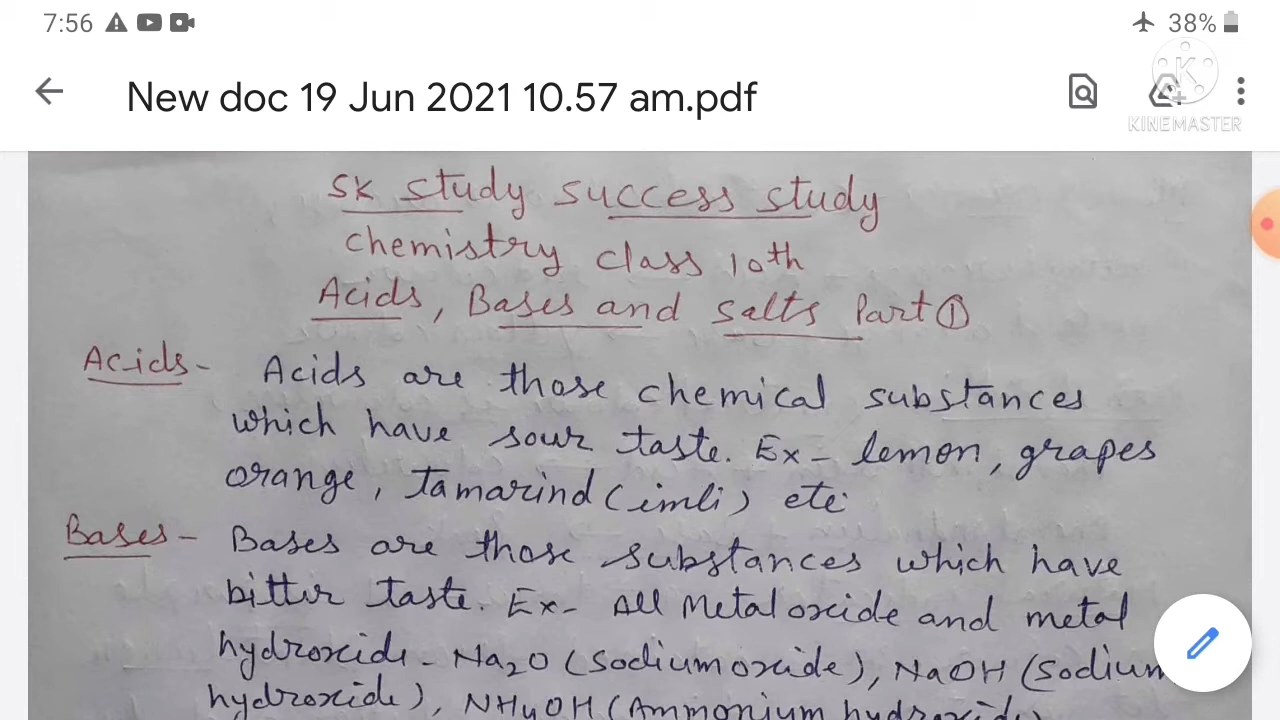 7:56
38%
New doc 19 Jun 2021 10.57 am.pdf
KINEMASTER
SK study success study
chemistry class 10th
Acids, Bases and salts Part ①
Acids - Acids are those chemical substances
which have sour taste. Ex - lemon, grapes
orange, tamarind (imli) etc
Bases - Bases are those substances which have
bitter taste. Ex - All Metal oxide and metal
hydroxide - Na₂O (sodium oxide), NaOH (Sodium
hydroxide), NH₄OH (Ammonium hydroxide)